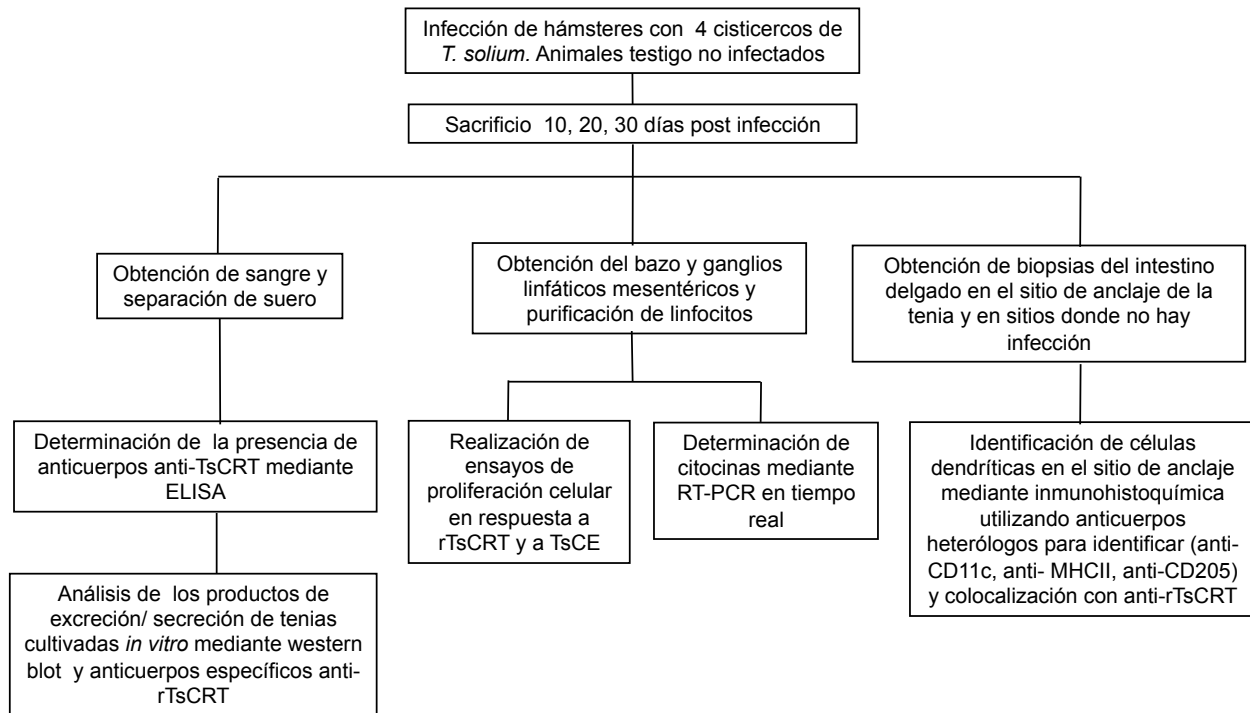 Infección de hámsteres con 4 cisticercos de
T. solium. Animales testigo no infectados
Sacrificio 10, 20, 30 días post infección
Obtención de sangre y
separación de suero
Determinación de la presencia de
anticuerpos anti-TsCRT mediante
ELISA
Análisis de los productos de
excreción/ secreción de tenias
cultivadas in vitro mediante western
blot y anticuerpos específicos anti-
rTsCRT
Obtención del bazo y ganglios
linfáticos mesentéricos y
purificación de linfocitos
Realización de
ensayos de
proliferación celular
en respuesta a
rTsCRT y a TsCE
Determinación de
citocinas mediante
RT-PCR en tiempo
real
Obtención de biopsias del intestino
delgado en el sitio de anclaje de la
tenia y en sitios donde no hay
infección
Identificación de células
dendríticas en el sitio de anclaje
mediante inmunohistoquímica
utilizando anticuerpos
heterólogos para identificar (anti-
CD11c, anti- MHCII, anti-CD205)
y colocalización con anti-rTsCRT